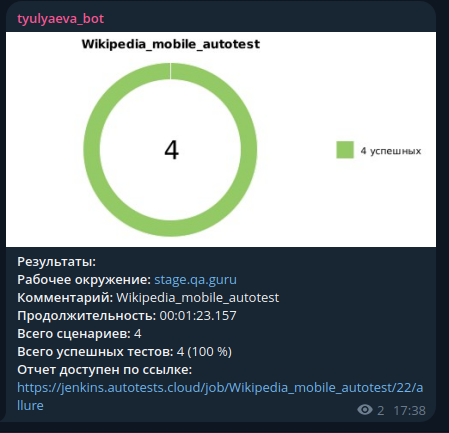 tyulyaeva_bot
Wikipedia_mobile_autotest
4
4 успешных
Результаты:
Рабочее окружение: stage.qa.guru
Комментарий: Wikipedia_mobile_autotest
Продолжительность: 00:01:23.157
Всего сценариев: 4
Всего успешных тестов: 4 (100 %)
Отчет доступен по ссылке:
https://jenkins.autotests.cloud/job/Wikipedia_mobile_autotest/22/a
llure
2 17:38